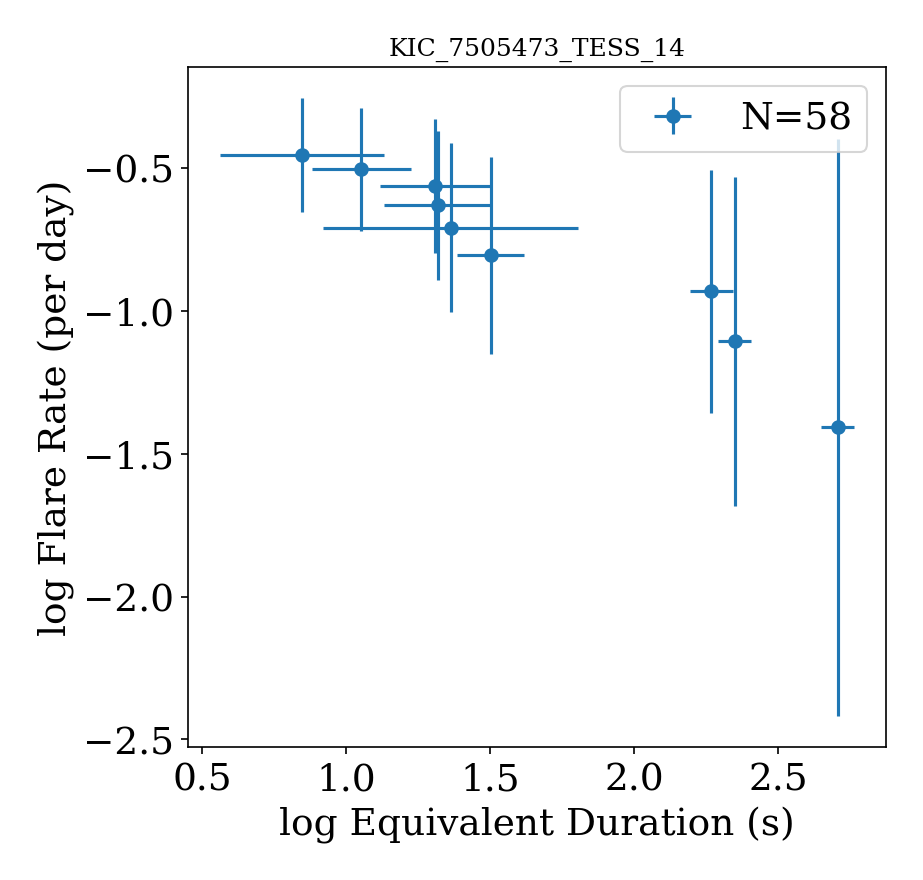 KIC_7505473_TESS_14
N=58
−0.5
−1.0
−1.5
−2.0
−2.5
log Flare Rate (per day)
0.5 1.0 1.5 2.0 2.5
log Equivalent Duration (s)